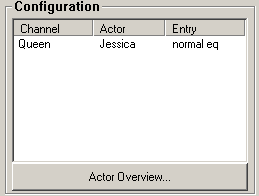 Configuration
Channel Actor Entry
Queen Jessica normal eq
Actor Overview...